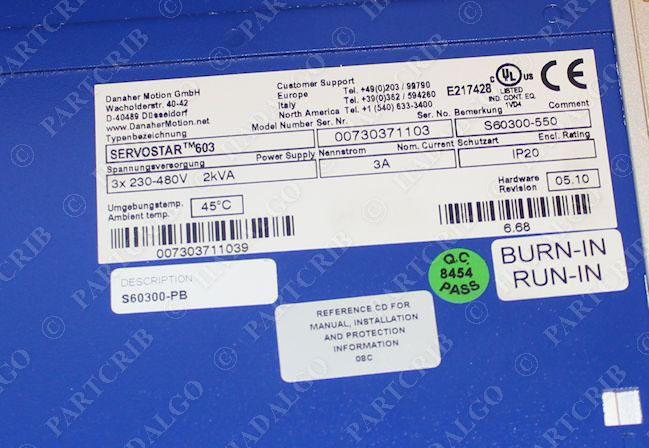 Danaher Motion GmbH
Wacholderstr. 40-42
D-40489 Düsseldorf
www.DanaherMotion.net
Customer Support
Europe Tel. +49(0)203 / 99790
Italy Tel. +39(0)362 / 594260
North America Tel. +1 (540) 633-3400
E217428
C UL US
LISTED
IND. CONT. EQ.
1VD4
CE
Typenbezeichnung Model Number Ser. Nr. Ser. No. Bemerkung Comment
SERVOSTAR™603 00730371103 S60300-550
Spannungsversorgung Power Supply Nennstrom Nom. Current Schutzart Encl. Rating
3x 230-480V 2kVA 3A IP20
Umgebungstemp.
Ambient temp. 45°C
Hardware
Revision 05.10
007303711039
6.68
DESCRIPTION
S60300-PB
Q.C
8454
PASS
BURN-IN
RUN-IN
REFERENCE CD FOR
MANUAL, INSTALLATION
AND PROTECTION
INFORMATION
08C
© PARTCRIB
HIDALGO